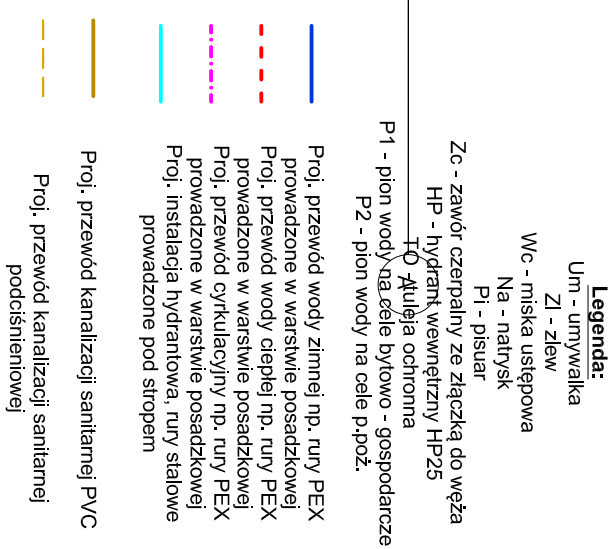 Legenda:
Um - umywalka
Zl - zlew
Wc - miska ustępowa
Na - natrysk
Pi - pisuar
Zc - zawór czerpalny ze złączką do węża
HP - hydrant wewnętrzny HP25
TO - tuleja ochronna
A
P1 - pion wody na cele bytowo - gospodarcze
P2 - pion wody na cele p.poż.
Proj. przewód wody zimnej np. rury PEX
prowadzone w warstwie posadzkowej
Proj. przewód wody ciepłej np. rury PEX
prowadzone w warstwie posadzkowej
Proj. przewód cyrkulacyjny np. rury PEX
prowadzone w warstwie posadzkowej
Proj. instalacja hydrantowa, rury stalowe
prowadzone pod stropem
Proj. przewód kanalizacji sanitarnej PVC
Proj. przewód kanalizacji sanitarnej
podciśnieniowej